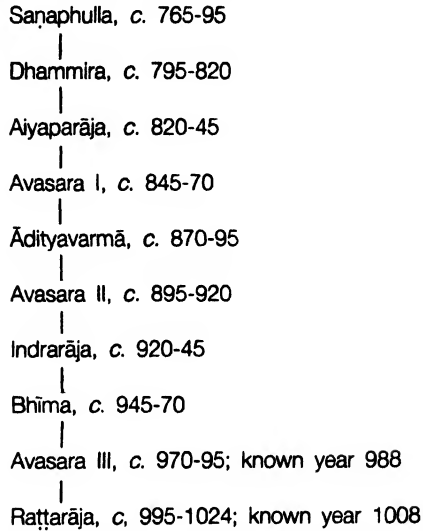 Saṇaphulla, c. 765-95
Dhammira, c. 795-820
Aiyaparāja, c. 820-45
Avasara I, c. 845-70
Ādityavarmā, c. 870-95
Avasara II, c. 895-920
Indrarāja, c. 920-45
Bhīma, c. 945-70
Avasara III, c. 970-95; known year 988
Raṭṭarāja, c, 995-1024; known year 1008